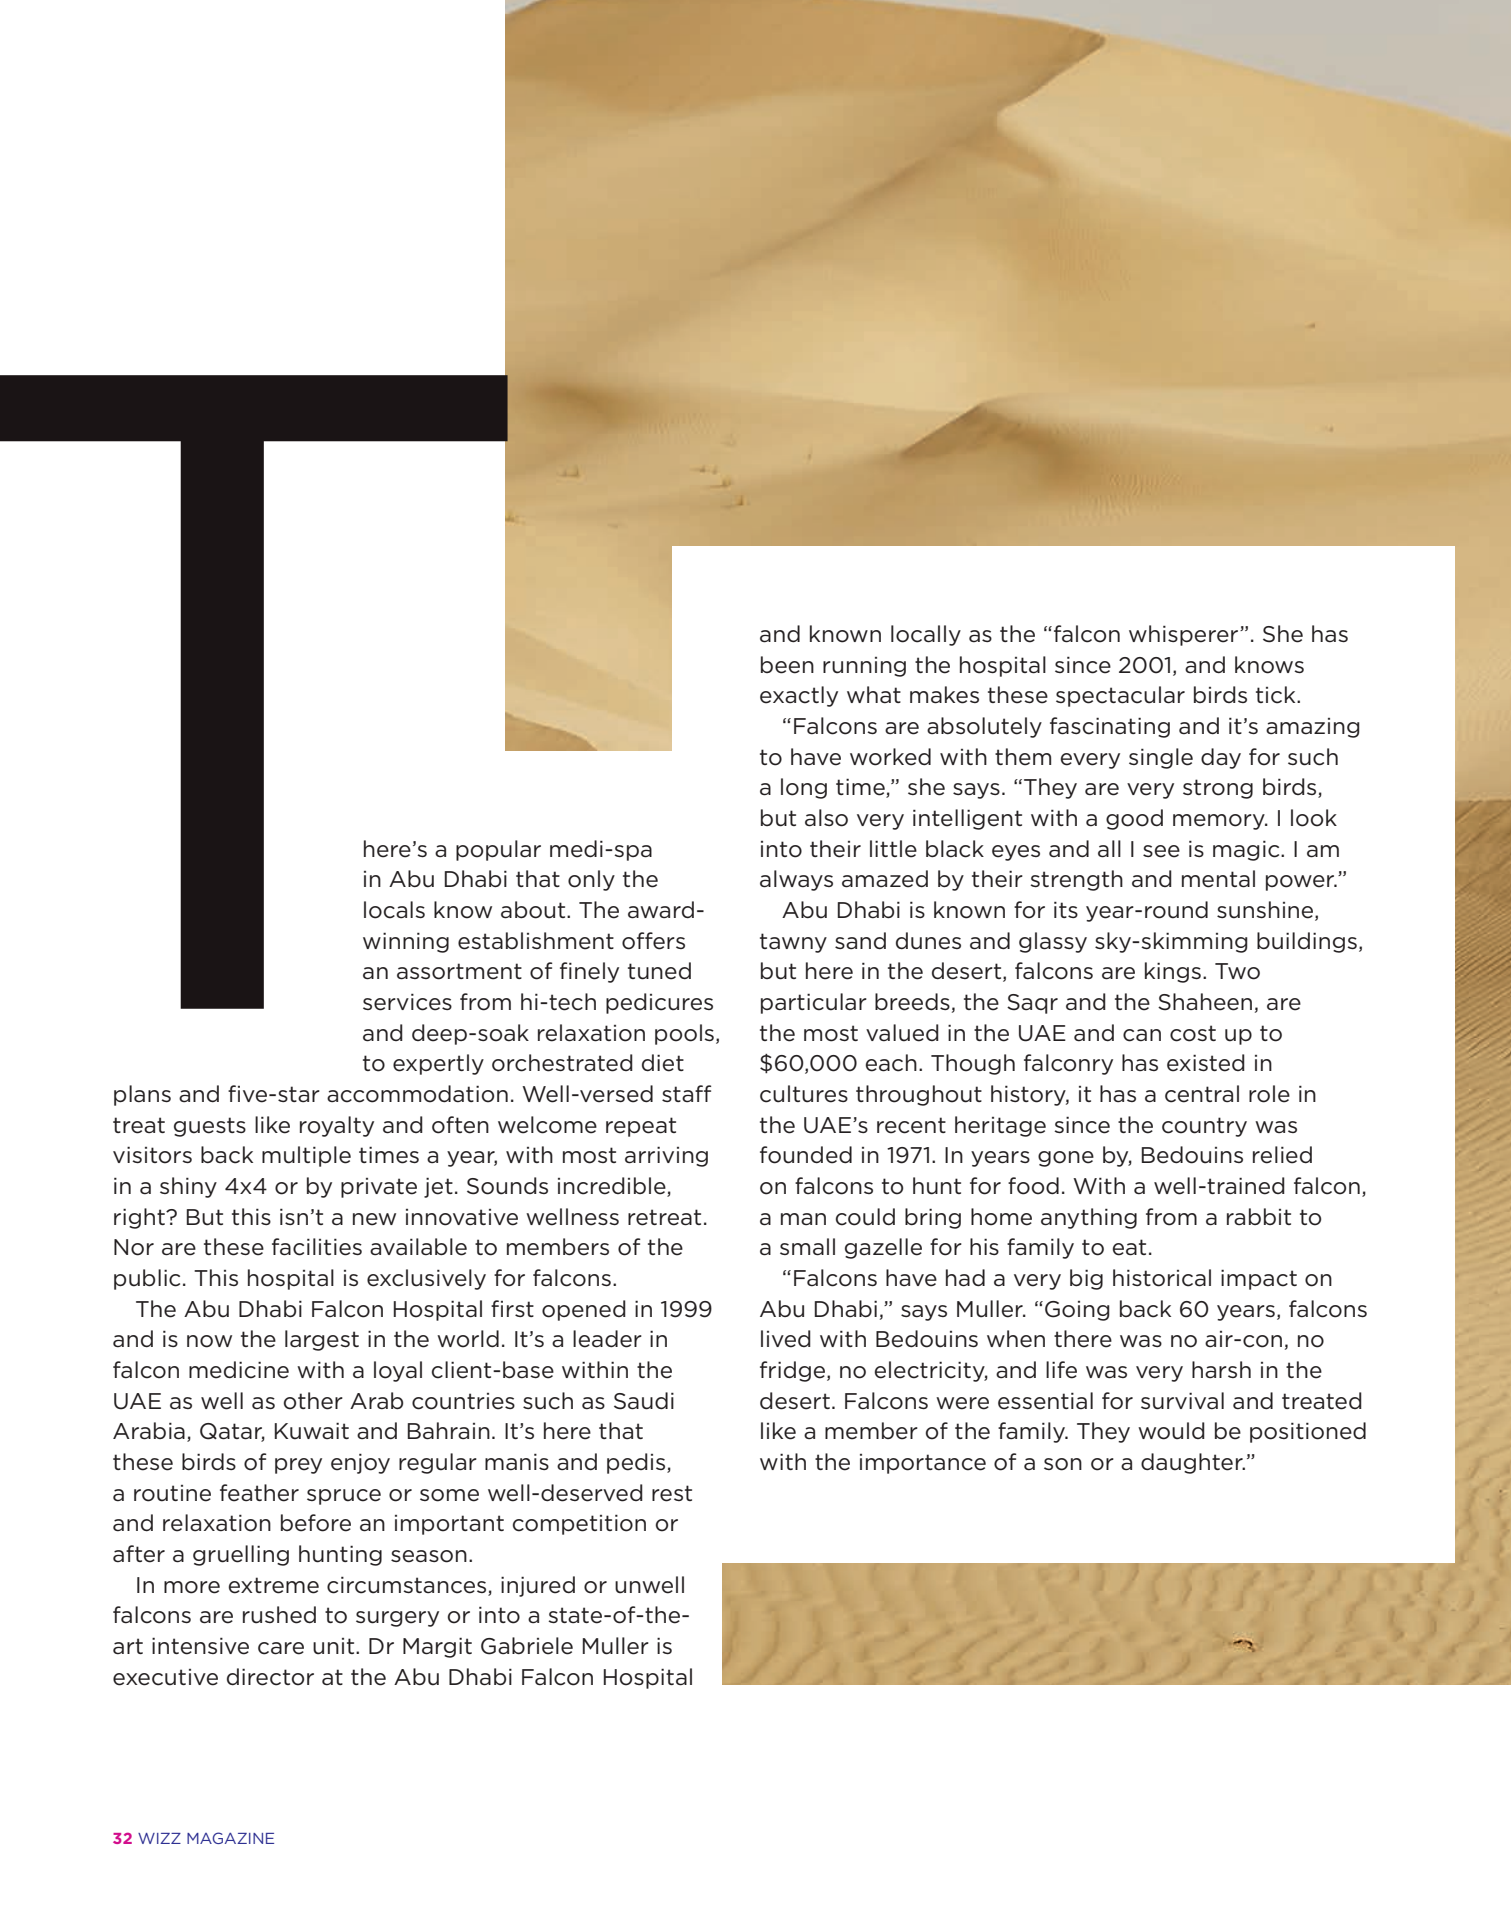 T
here’s a popular medi-spa
in Abu Dhabi that only the
locals know about. The award-
winning establishment offers
an assortment of finely tuned
services from hi-tech pedicures
and deep-soak relaxation pools,
to expertly orchestrated diet
plans and five-star accommodation. Well-versed staff
treat guests like royalty and often welcome repeat
visitors back multiple times a year, with most arriving
in a shiny 4x4 or by private jet. Sounds incredible,
right? But this isn’t a new innovative wellness retreat.
Nor are these facilities available to members of the
public. This hospital is exclusively for falcons.
The Abu Dhabi Falcon Hospital first opened in 1999
and is now the largest in the world. It’s a leader in
falcon medicine with a loyal client-base within the
UAE as well as other Arab countries such as Saudi
Arabia, Qatar, Kuwait and Bahrain. It’s here that
these birds of prey enjoy regular manis and pedis,
a routine feather spruce or some well-deserved rest
and relaxation before an important competition or
after a gruelling hunting season.
In more extreme circumstances, injured or unwell
falcons are rushed to surgery or into a state-of-the-
art intensive care unit. Dr Margit Gabriele Muller is
executive director at the Abu Dhabi Falcon Hospital
and known locally as the “falcon whisperer”. She has
been running the hospital since 2001, and knows
exactly what makes these spectacular birds tick.
“Falcons are absolutely fascinating and it’s amazing
to have worked with them every single day for such
a long time,” she says. “They are very strong birds,
but also very intelligent with a good memory. I look
into their little black eyes and all I see is magic. I am
always amazed by their strength and mental power.”
Abu Dhabi is known for its year-round sunshine,
tawny sand dunes and glassy sky-skimming buildings,
but here in the desert, falcons are kings. Two
particular breeds, the Saqr and the Shaheen, are
the most valued in the UAE and can cost up to
$60,000 each. Though falconry has existed in
cultures throughout history, it has a central role in
the UAE’s recent heritage since the country was
founded in 1971. In years gone by, Bedouins relied
on falcons to hunt for food. With a well-trained falcon,
a man could bring home anything from a rabbit to
a small gazelle for his family to eat.
“Falcons have had a very big historical impact on
Abu Dhabi,” says Muller. “Going back 60 years, falcons
lived with Bedouins when there was no air-con, no
fridge, no electricity, and life was very harsh in the
desert. Falcons were essential for survival and treated
like a member of the family. They would be positioned
with the importance of a son or a daughter.”
32 WIZZ MAGAZINE